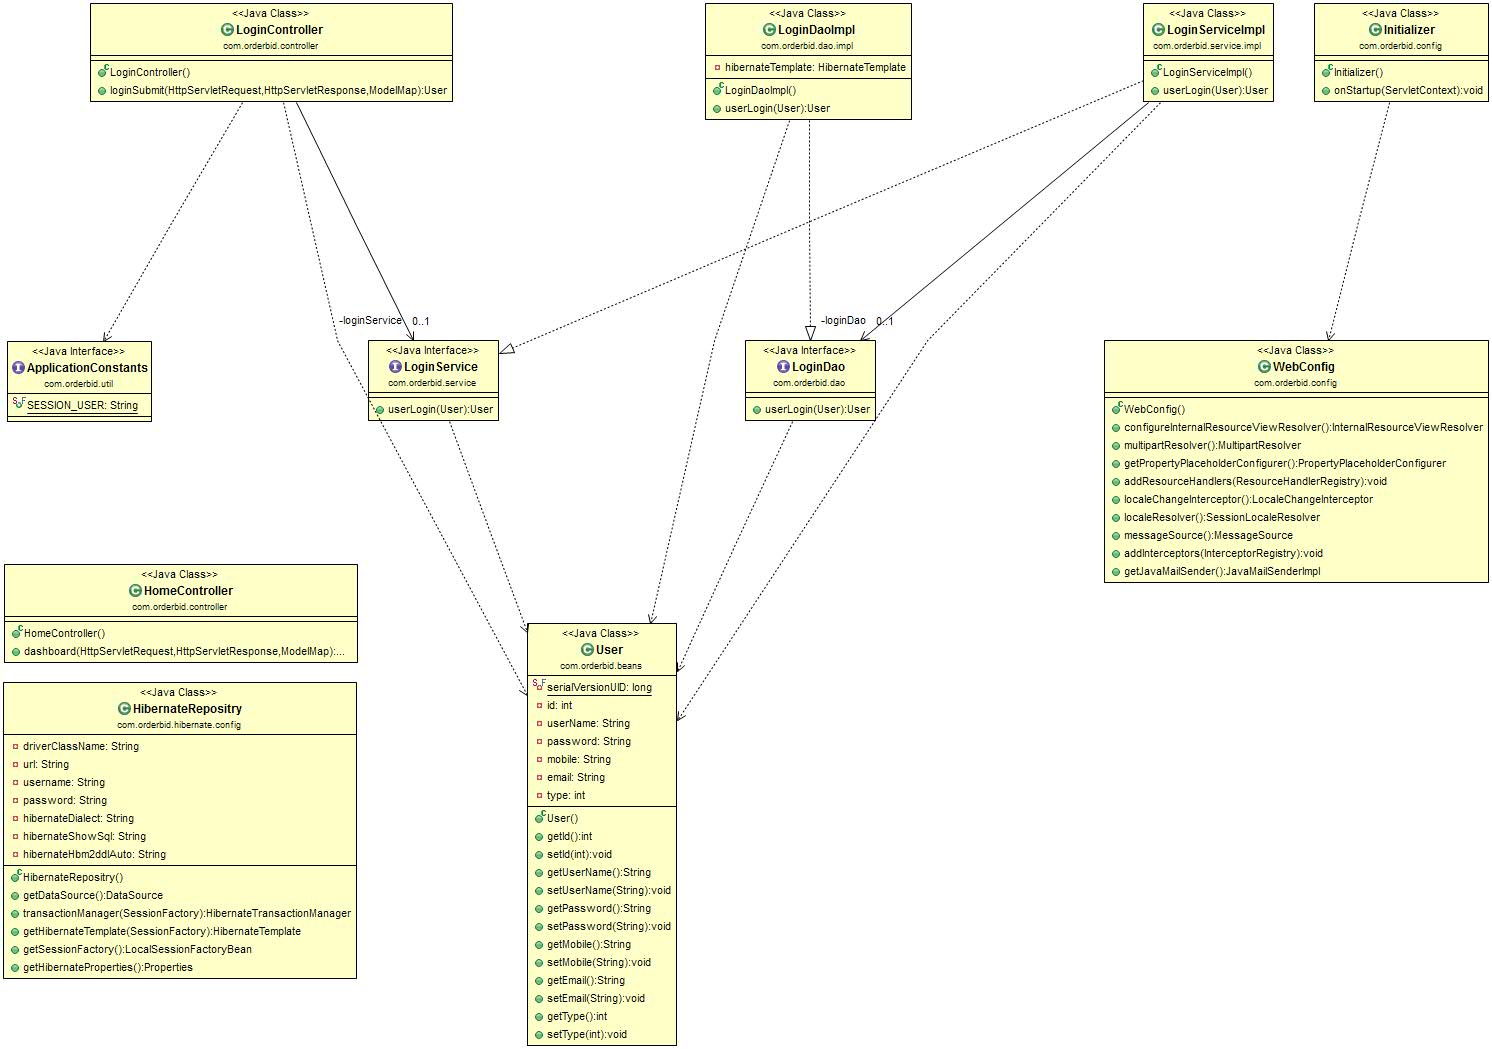 <<Java Class>>
LoginController
com.orderbid.controller
LoginController()
loginSubmit(HttpServletRequest,HttpServletResponse,ModelMap):User
<<Java Class>>
LoginDaoImpl
com.orderbid.dao.impl
hibernateTemplate: HibernateTemplate
LoginDaoImpl()
userLogin(User):User
<<Java Class>>
LoginServiceImpl
com.orderbid.service.impl
LoginServiceImpl()
userLogin(User):User
<<Java Class>>
Initializer
com.orderbid.config
Initializer()
onStartup(ServletContext):void
-loginService 0..1
-loginDao 0..1
<<Java Interface>>
ApplicationConstants
com.orderbid.util
SESSION_USER: String
<<Java Interface>>
LoginService
com.orderbid.service
userLogin(User):User
<<Java Interface>>
LoginDao
com.orderbid.dao
userLogin(User):User
<<Java Class>>
WebConfig
com.orderbid.config
WebConfig()
configureInternalResourceViewResolver():InternalResourceViewResolver
multipartResolver():MultipartResolver
getPropertyPlaceholderConfigurer():PropertyPlaceholderConfigurer
addResourceHandlers(ResourceHandlerRegistry):void
localeChangeInterceptor():LocaleChangeInterceptor
localeResolver():SessionLocaleResolver
messageSource():MessageSource
addInterceptors(InterceptorRegistry):void
getJavaMailSender():JavaMailSenderImpl
<<Java Class>>
HomeController
com.orderbid.controller
HomeController()
dashboard(HttpServletRequest,HttpServletResponse,ModelMap):...
<<Java Class>>
HibernateRepositry
com.orderbid.hibernate.config
driverClassName: String
url: String
username: String
password: String
hibernateDialect: String
hibernateShowSql: String
hibernateHbm2ddlAuto: String
HibernateRepositry()
getDataSource():DataSource
transactionManager(SessionFactory):HibernateTransactionManager
getHibernateTemplate(SessionFactory):HibernateTemplate
getSessionFactory():LocalSessionFactoryBean
getHibernateProperties():Properties
<<Java Class>>
User
com.orderbid.beans
serialVersionUID: long
id: int
userName: String
password: String
mobile: String
email: String
type: int
User()
getId():int
setId(int):void
getUserName():String
setUserName(String):void
getPassword():String
setPassword(String):void
getMobile():String
setMobile(String):void
getEmail():String
setEmail(String):void
getType():int
setType(int):void